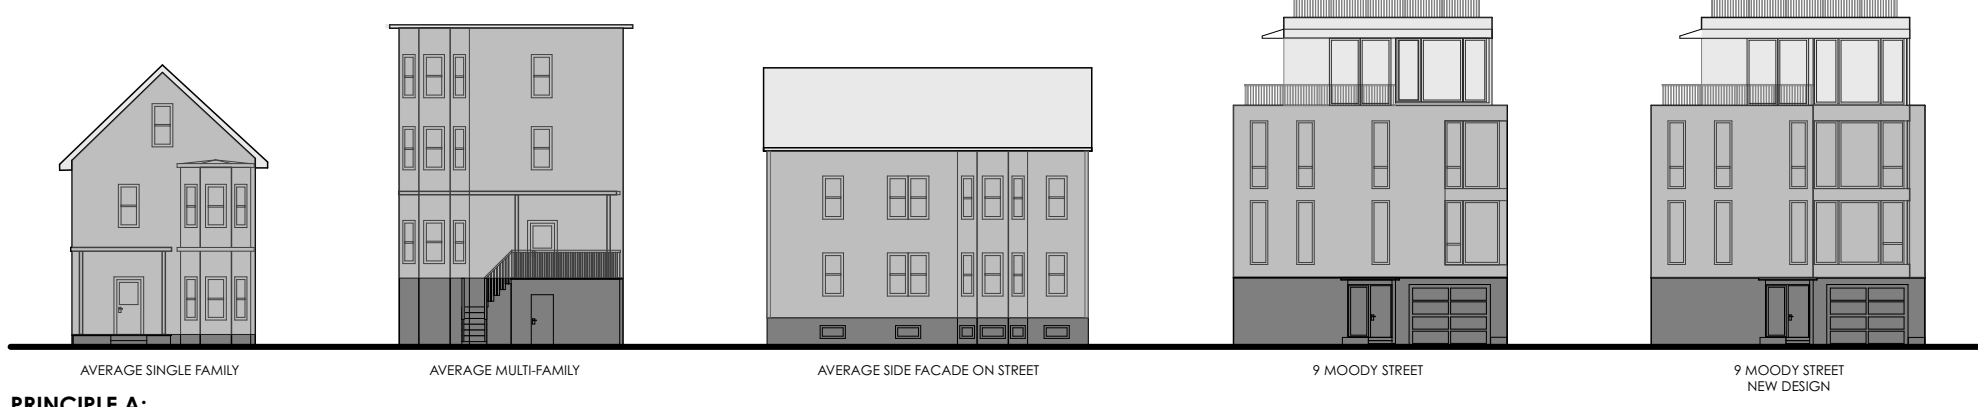 AVERAGE SINGLE FAMILY
AVERAGE MULTI-FAMILY
AVERAGE SIDE FACADE ON STREET
9 MOODY STREET
9 MOODY STREET
NEW DESIGN
PRINCIPLE A: